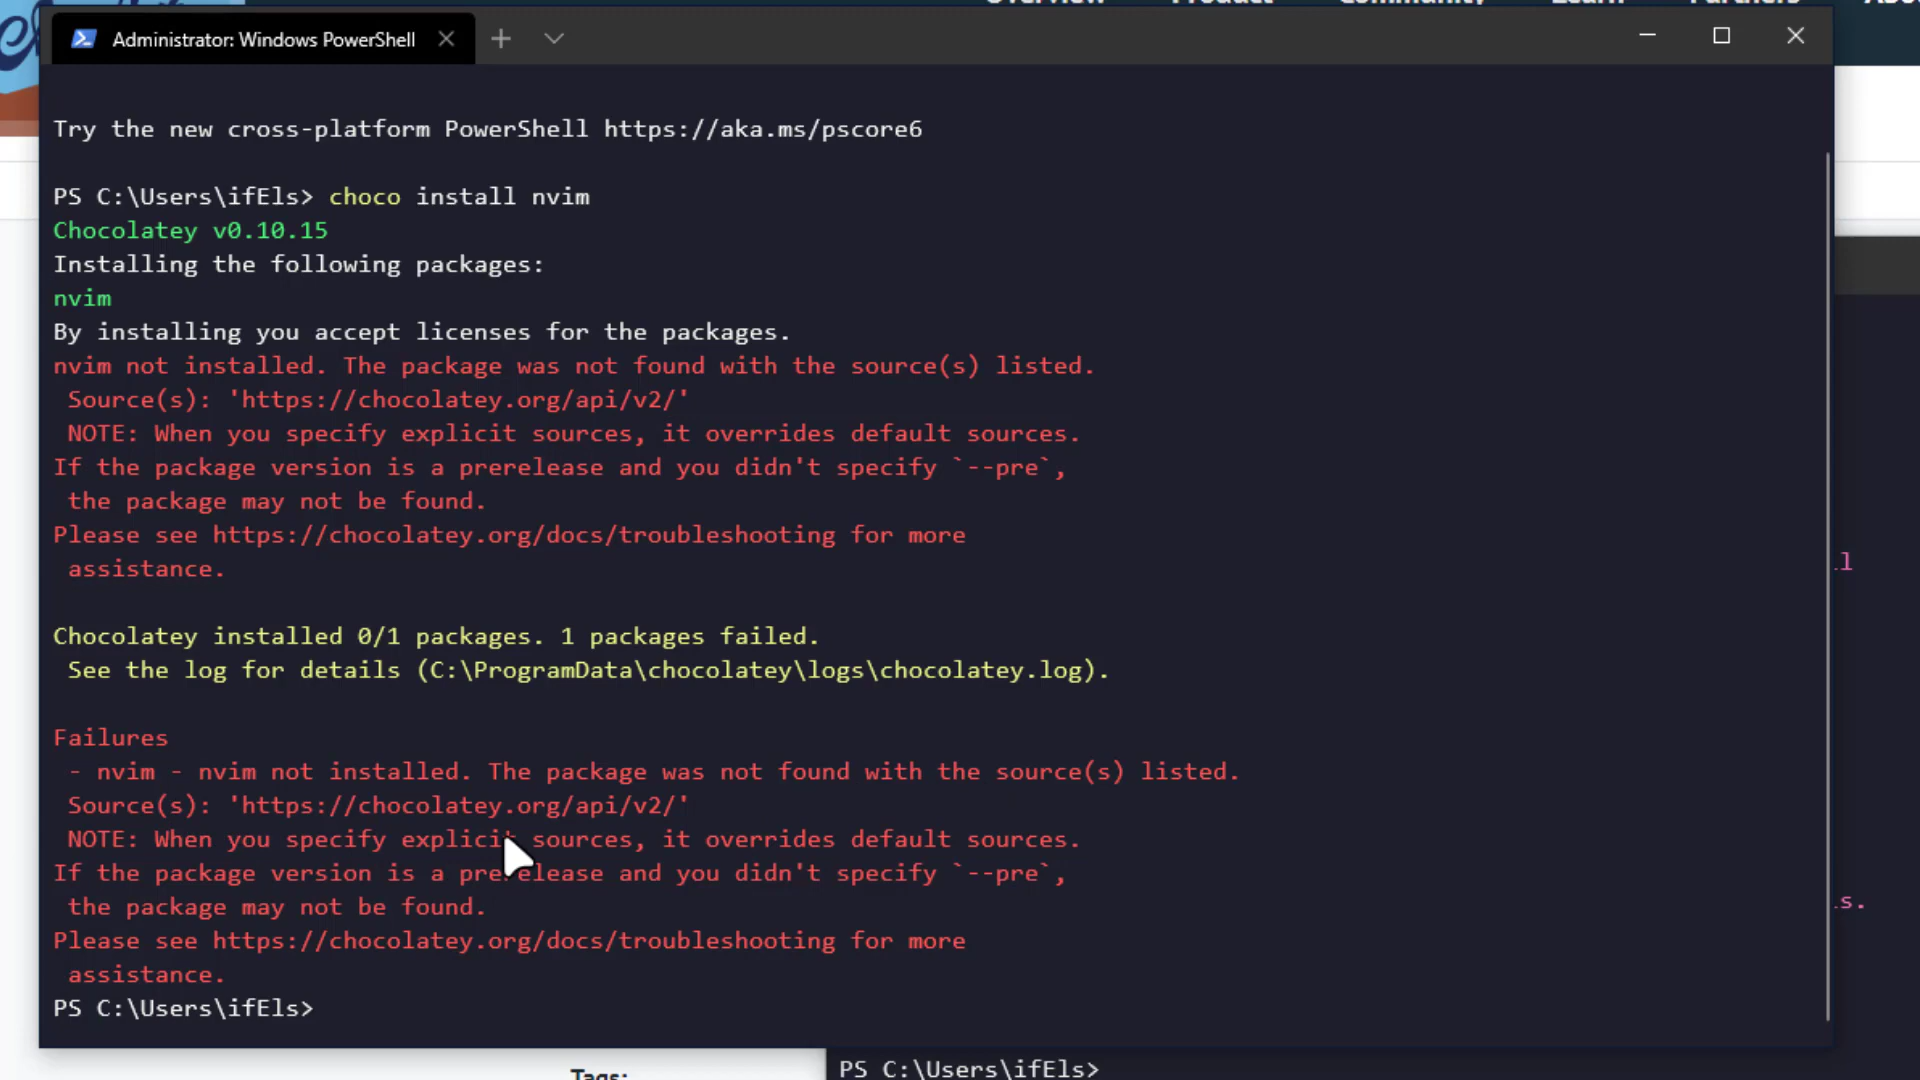 Overview Product Community Learn Partners
Administrator: Windows PowerShell
Try the new cross-platform PowerShell https://aka.ms/pscore6
PS C:\Users\ifEls> choco install nvim
Chocolatey v0.10.15
Installing the following packages:
nvim
By installing you accept licenses for the packages.
nvim not installed. The package was not found with the source(s) listed.
Source(s): 'https://chocolatey.org/api/v2/'
NOTE: When you specify explicit sources, it overrides default sources.
If the package version is a prerelease and you didn't specify `--pre`,
the package may not be found.
Please see https://chocolatey.org/docs/troubleshooting for more
assistance.
Chocolatey installed 0/1 packages. 1 packages failed.
See the log for details (C:\ProgramData\chocolatey\logs\chocolatey.log).
Failures
- nvim - nvim not installed. The package was not found with the source(s) listed.
Source(s): 'https://chocolatey.org/api/v2/'
NOTE: When you specify explicit sources, it overrides default sources.
If the package version is a prerelease and you didn't specify `--pre`,
the package may not be found.
Please see https://chocolatey.org/docs/troubleshooting for more
assistance.
PS C:\Users\ifEls>
Tags:
PS C:\Users\ifEls>